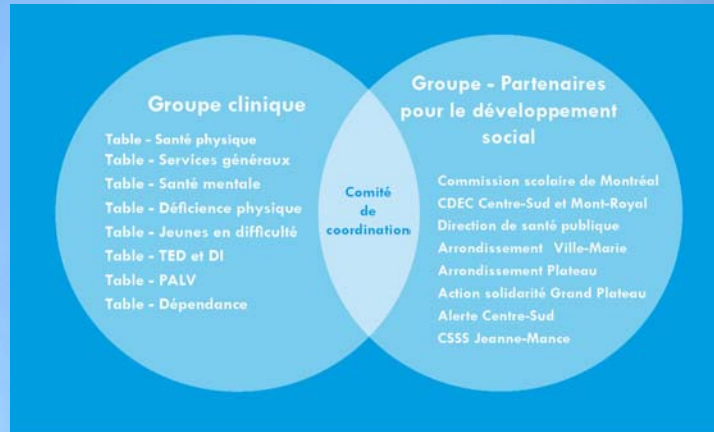 Groupe clinique
Table - Santé physique
Table - Services généraux
Table - Santé mentale
Table - Déficience physique
Table - Jeunes en difficulté
Table - TED et DI
Table - PALV
Table - Dépendance
Comité
de
coordination
Groupe - Partenaires
pour le développement
social
Commission scolaire de Montréal
CDEC Centre-Sud et Mont-Royal
Direction de santé publique
Arrondissement Ville-Marie
Arrondissement Plateau
Action solidarité Grand Plateau
Alerte Centre-Sud
CSSS Jeanne-Mance